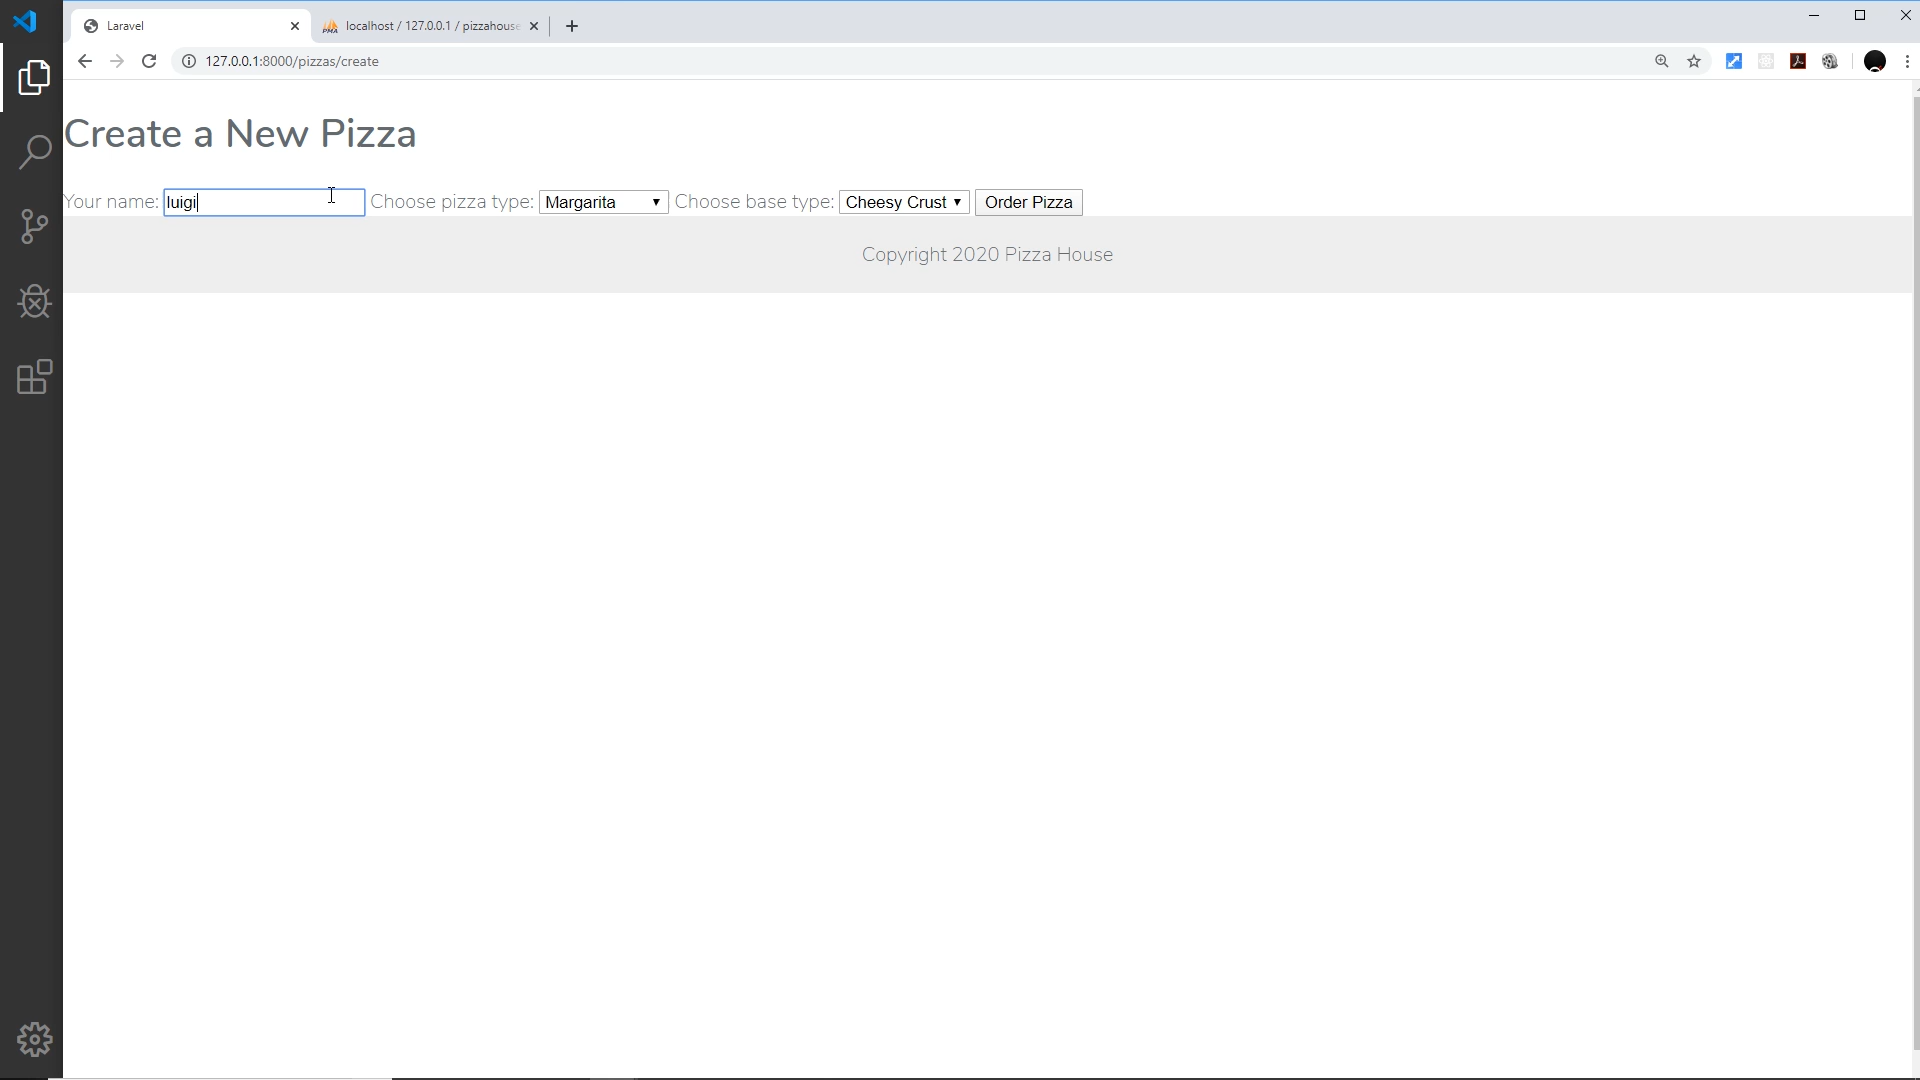 Laravel
localhost / 127.0.0.1 / pizzahouse
127.0.0.1:8000/pizzas/create
Create a New Pizza
Your name: luigi Choose pizza type: Margarita Choose base type: Cheesy Crust Order Pizza
Copyright 2020 Pizza House